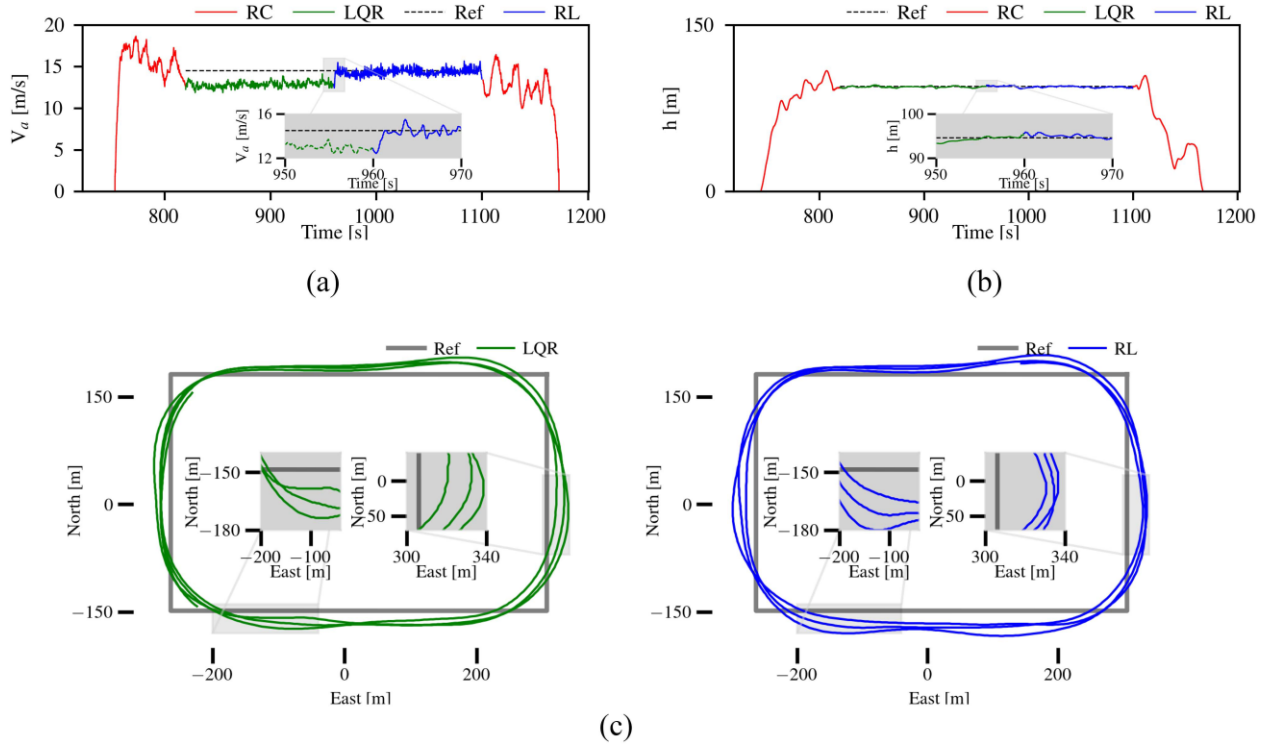 RC LQR Ref RL
20
15
10
5
0
V_a [m/s]
16
12
V_a [m/s]
950 960 970
Time [s]
800 900 1000 1100 1200
Time [s]
(a)
Ref RC LQR RL
150
0
h [m]
100
90
h [m]
950 960 970
Time [s]
800 900 1000 1100 1200
Time [s]
(b)
Ref LQR
150
0
−150
North [m]
−150
−180
North [m]
−200 −100
East [m]
0
50
North [m]
300 340
East [m]
−200 0 200
East [m]
Ref RL
150
0
−150
North [m]
−150
−180
North [m]
−200 −100
East [m]
0
50
North [m]
300 340
East [m]
−200 0 200
East [m]
(c)